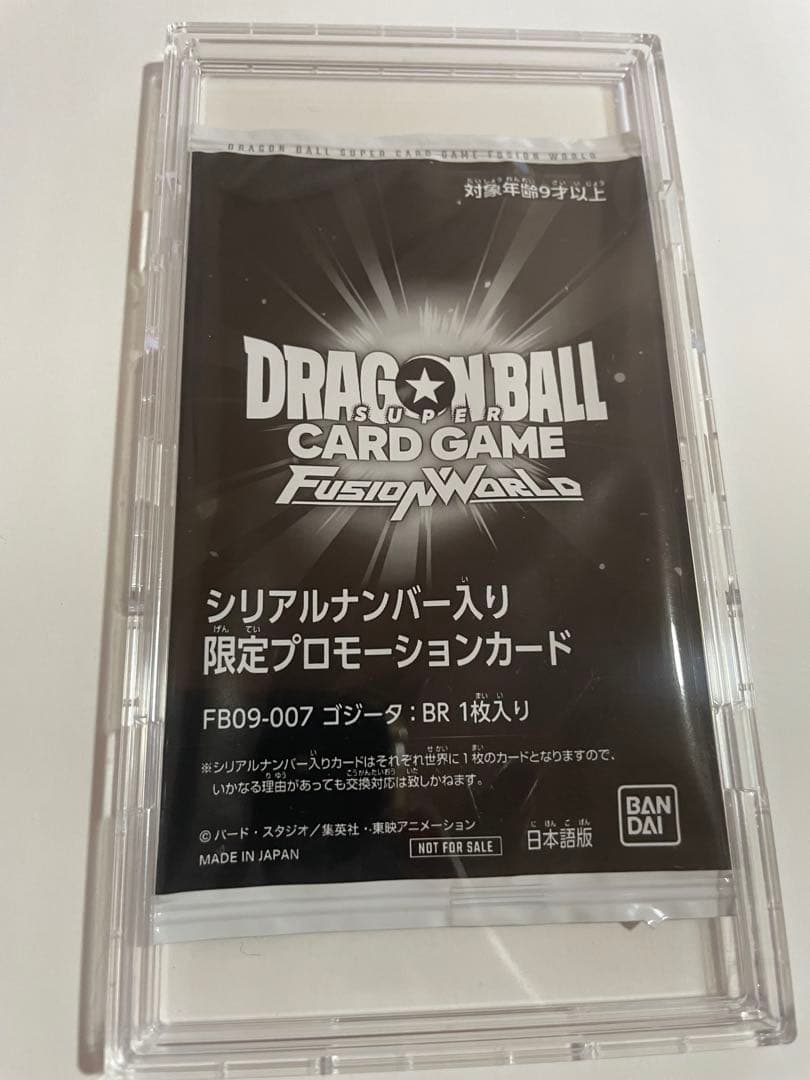 DRAGON BALL SUPER CARD GAME FUSION WORLD
対象年齢9才以上
DRAGON BALL
SUPER
CARD GAME
FUSION WORLD
シリアルナンバー入り
限定プロモーションカード
FB09-007 ゴジータ：BR 1枚入り
※シリアルナンバー入りカードはそれぞれ世界に1枚のカードとなりますので、
いかなる理由があっても交換対応は致しかねます。
©バード・スタジオ／集英社・東映アニメーション
MADE IN JAPAN
NOT FOR SALE
日本語版
BAN
DAI